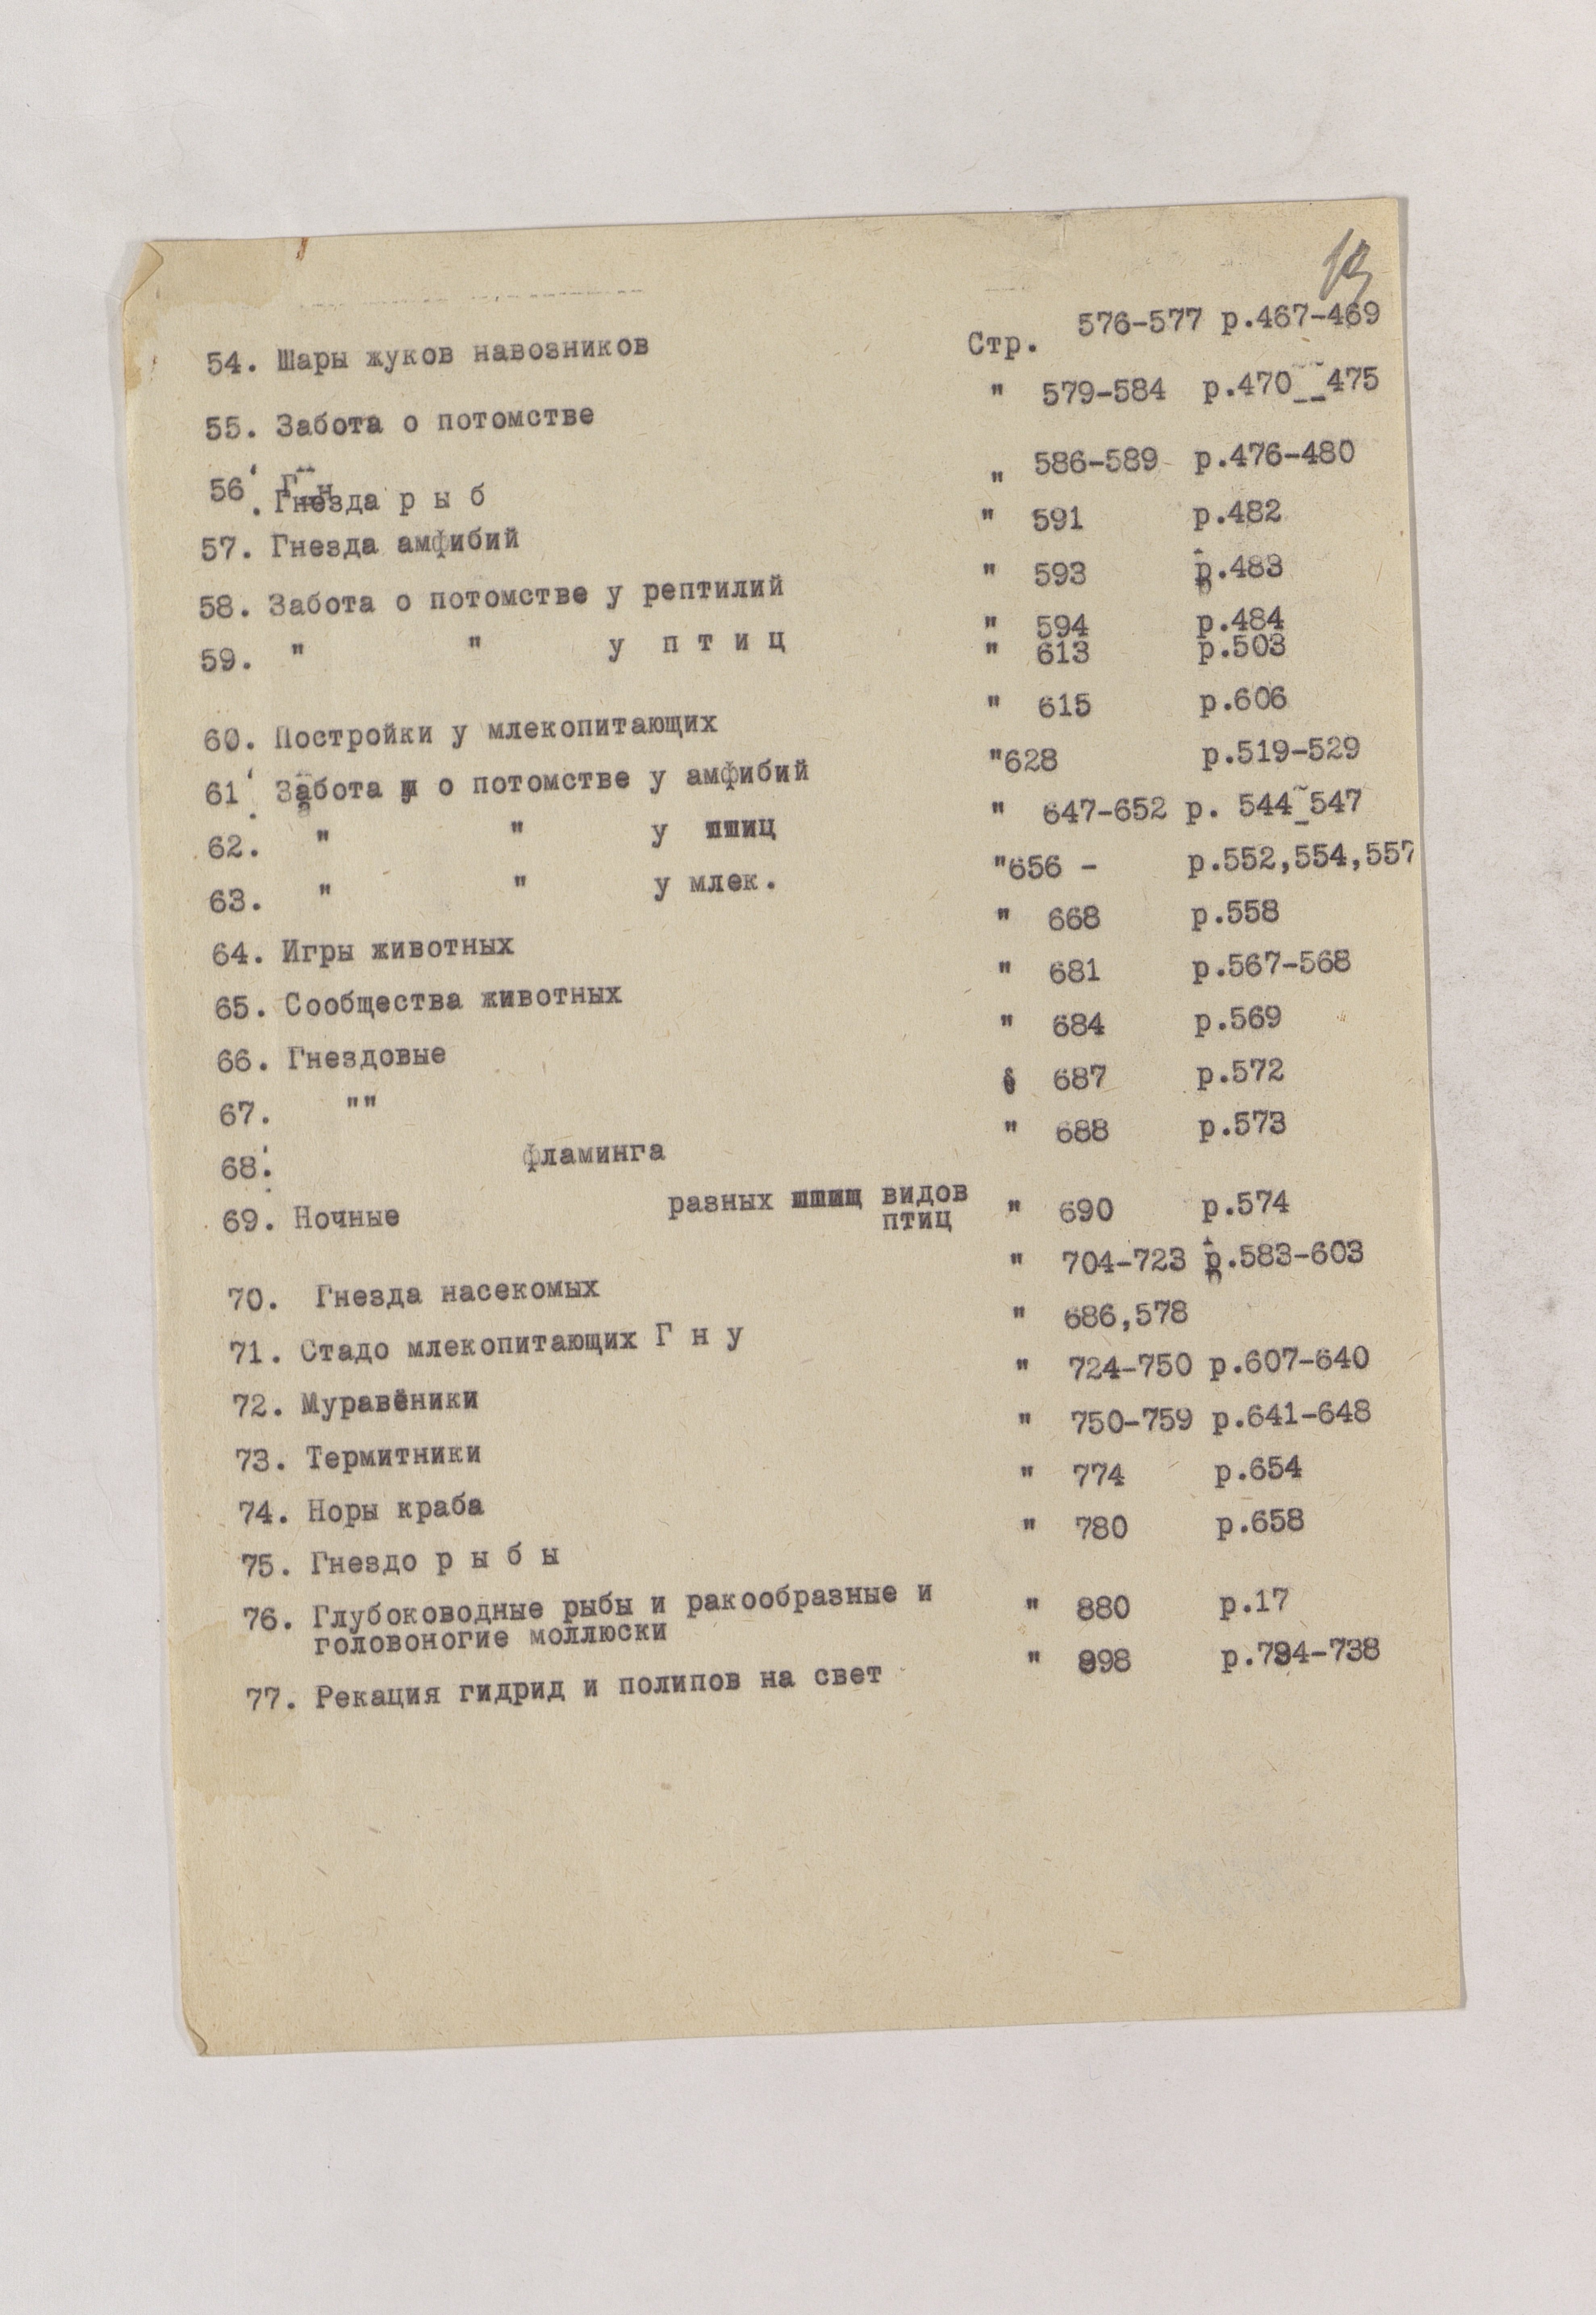 19
54. Шары жуков навозников Стр. 576-577 р.467-469
55. Забота о потомстве " 579-584 р.470--475
56. Гнезда р ы б " 586-589 р.476-480
57. Гнезда амфибий " 591 р.482
58. Забота о потомстве у рептилий " 593 р.483
59. " " у п т и ц " 594 р.484
" 613 р.503
60. Постройки у млекопитающих " 615 р.606
61. Забота о потомстве у амфибий "628 р.519-529
62. " " у птиц " 647-652 р. 544-547
63. " " у млек. "656 - р.552,554,557
64. Игры животных " 668 р.558
65. Сообщества животных " 681 р.567-568
66. Гнездовые " 684 р.569
67. "" 687 р.572
68. фламинга " 688 р.573
69. Ночные разных видов " 690 р.574
птиц
70. Гнезда насекомых " 704-723 р.583-603
71. Стадо млекопитающих Г н у " 686,578
72. Муравёники " 724-750 р.607-640
73. Термитники " 750-759 р.641-648
74. Норы краба " 774 р.654
75. Гнездо р ы б ы " 780 р.658
76. Глубоководные рыбы и ракообразные и " 880 р.17
головоногие моллюски
77. Рекация гидрид и полипов на свет " 898 р.734-738